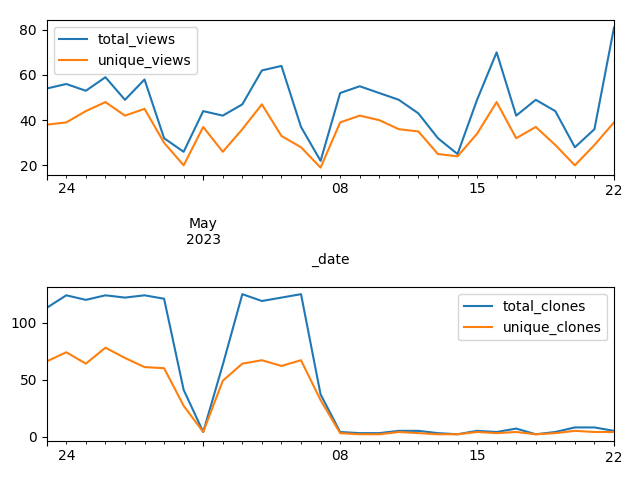 80
60
40
20
total_views
unique_views
24
08
15
22
May
2023
_date
100
50
0
total_clones
unique_clones
24
08
15
22